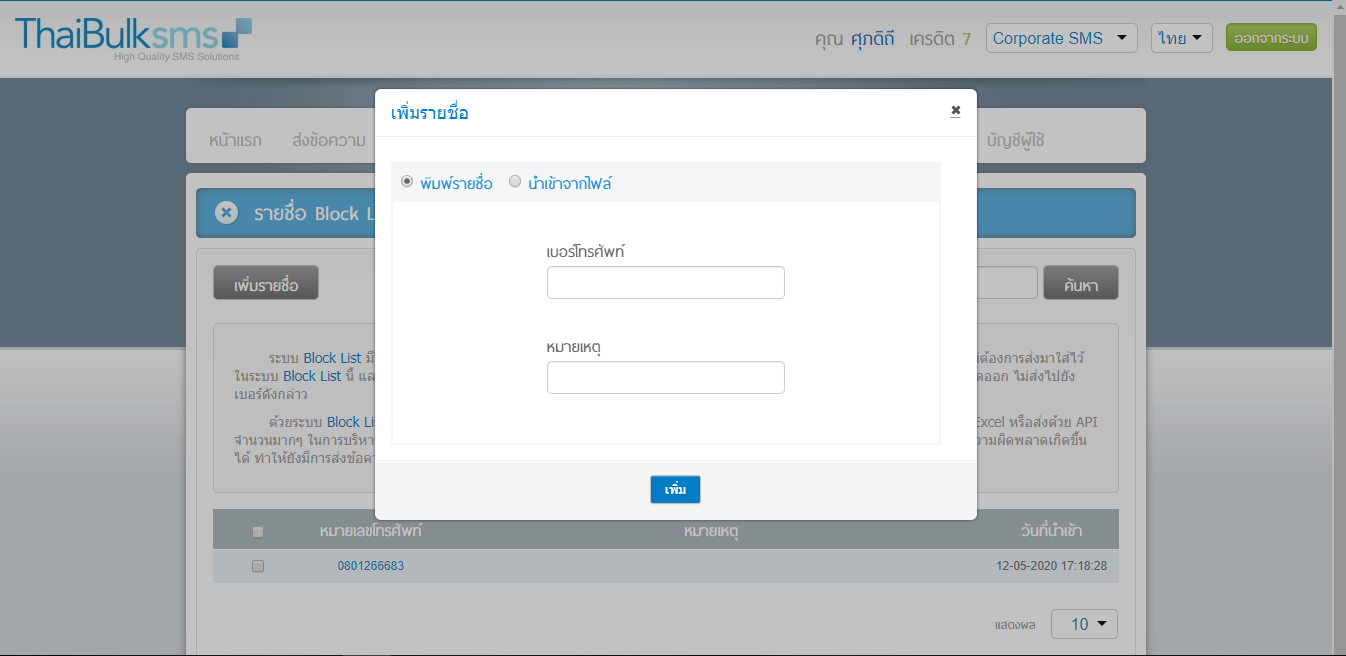 ThaiBulksms
High Quality SMS Solutions
คุณ ศุภดิถี เครดิต 7 Corporate SMS ไทย ออกจากระบบ
เพิ่มรายชื่อ
หน้าแรก ส่งข้อความ บัญชีผู้ใช้
พิมพ์รายชื่อ นำเข้าจากไฟล์
รายชื่อ Block L
เบอร์โทรศัพท์
เพิ่มรายชื่อ ค้นหา
หมายเหตุ
ระบบ Block List มี ต้องการส่งมาใส่ไว้
ในระบบ Block List นี้ และ ดออก ไม่ส่งไปยัง
เบอร์ดังกล่าว
ด้วยระบบ Block Li Excel หรือส่งด้วย API
จำนวนมากๆ ในการบริหา วามผิดพลาดเกิดขึ้น
ได้ ทำให้ยังมีการส่งข้อค
เพิ่ม
หมายเลขโทรศัพท์ หมายเหตุ วันที่นำเข้า
0801266683 12-05-2020 17:18:28
แสดงผล 10